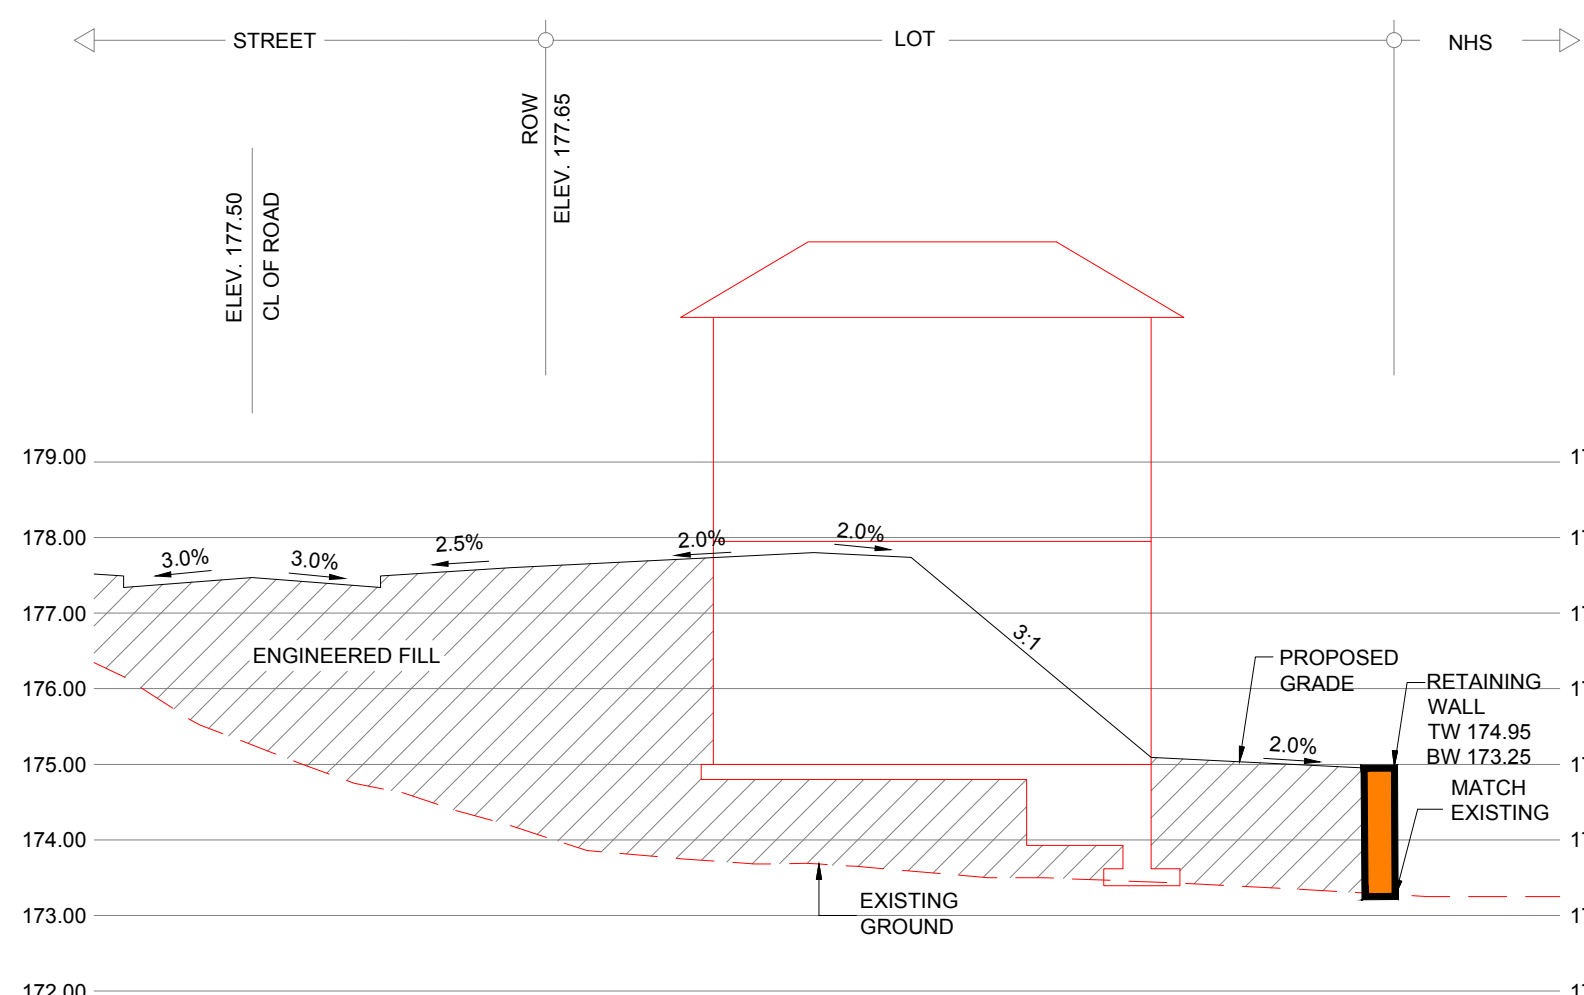 STREET
LOT
NHS
ROW
ELEV. 177.65
ELEV. 177.50
CL OF ROAD
179.00
178.00
3.0%
3.0%
2.5%
2.0%
2.0%
177.00
3:1
ENGINEERED FILL
PROPOSED
GRADE
176.00
RETAINING
WALL
TW 174.95
BW 173.25
2.0%
175.00
MATCH
EXISTING
174.00
EXISTING
GROUND
173.00
172.00